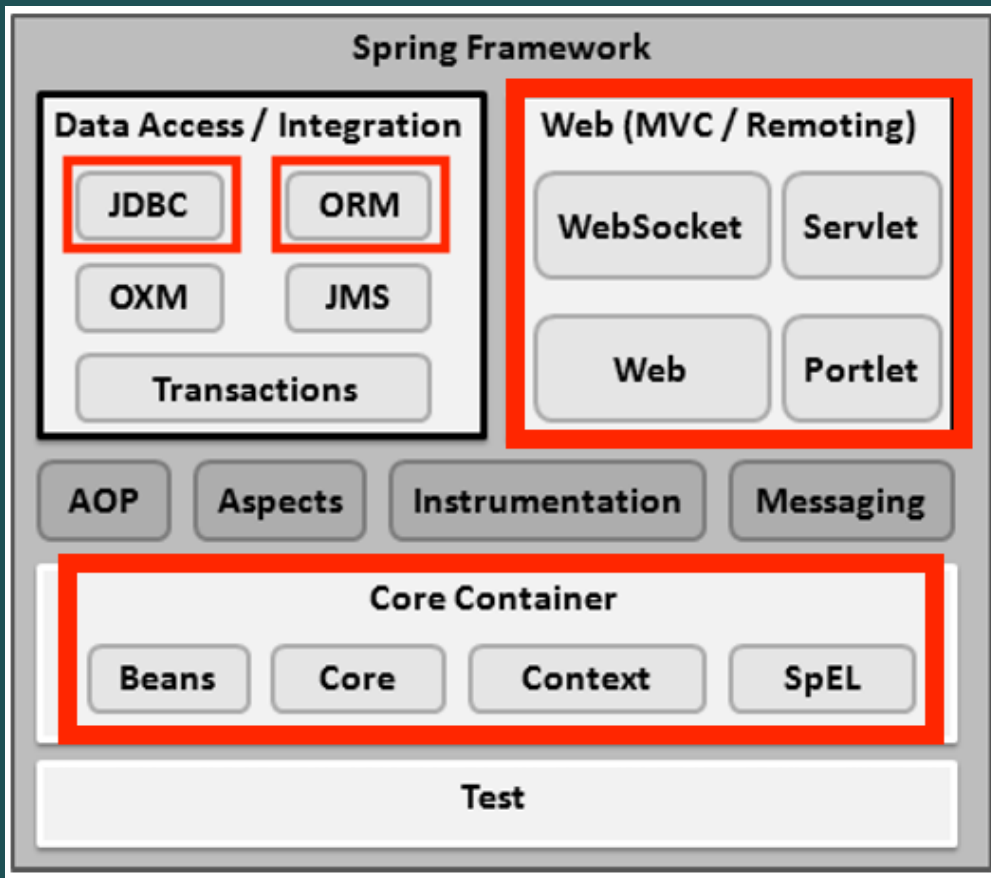 Spring Framework
Data Access / Integration
JDBC
ORM
OXM
JMS
Transactions
Web (MVC / Remoting)
WebSocket
Servlet
Web
Portlet
AOP
Aspects
Instrumentation
Messaging
Core Container
Beans
Core
Context
SpEL
Test